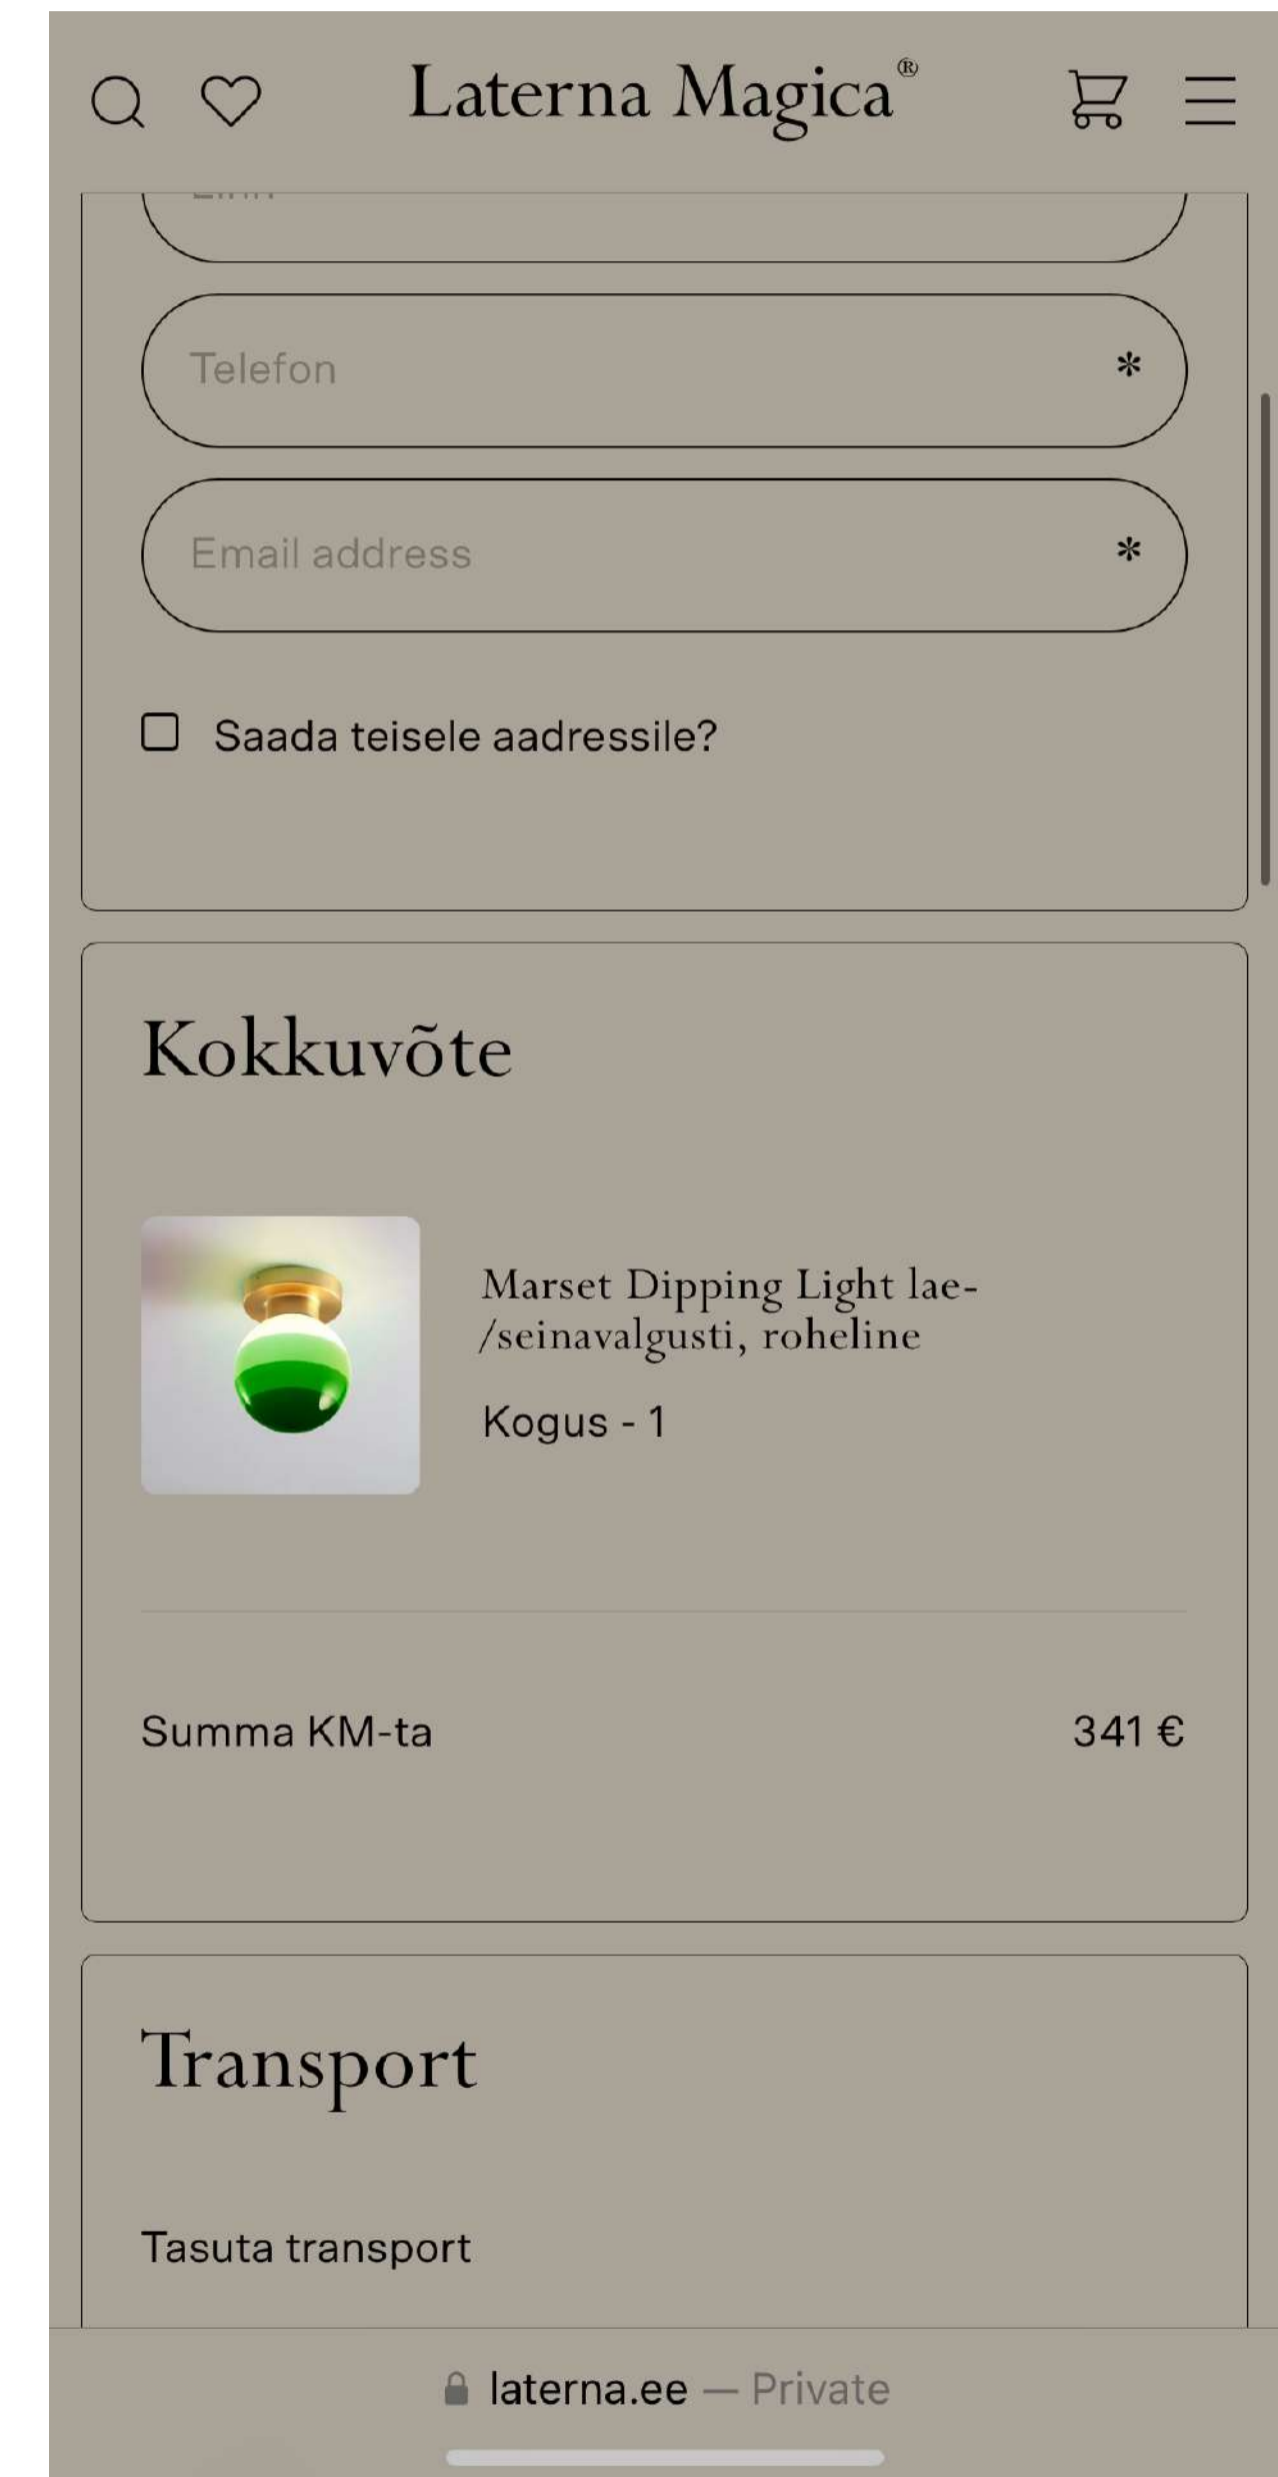 Laterna Magica®
Telefon *
Email address *
Saada teisele aadressile?
Kokkuvõte
Marset Dipping Light lae-
/seinavalgusti, roheline
Kogus - 1
Summa KM-ta 341 €
Transport
Tasuta transport
laterna.ee — Private